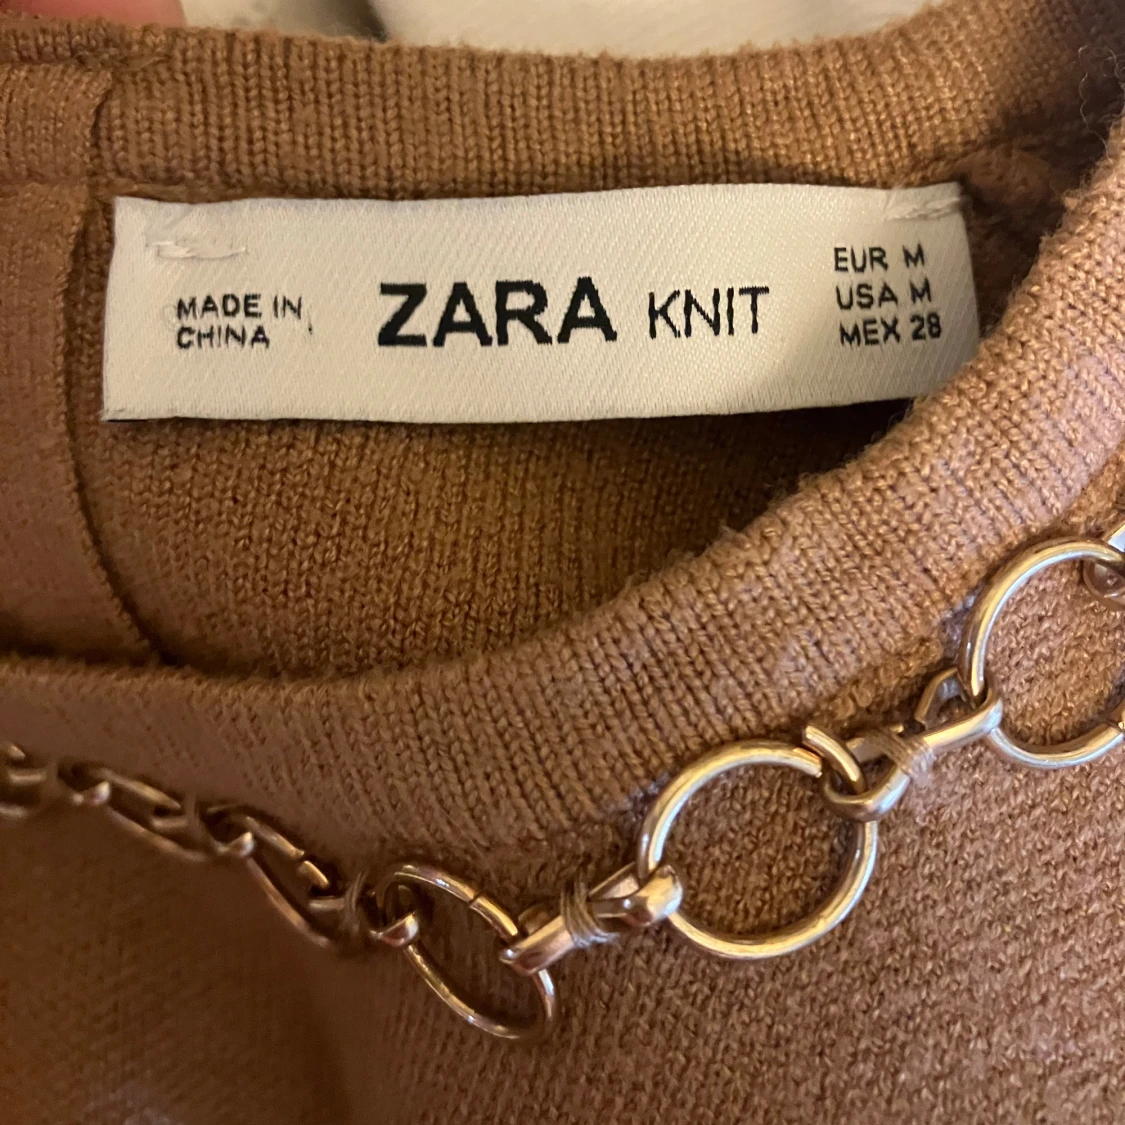 MADE IN
CHINA
ZARA KNIT
EUR M
USA M
MEX 28